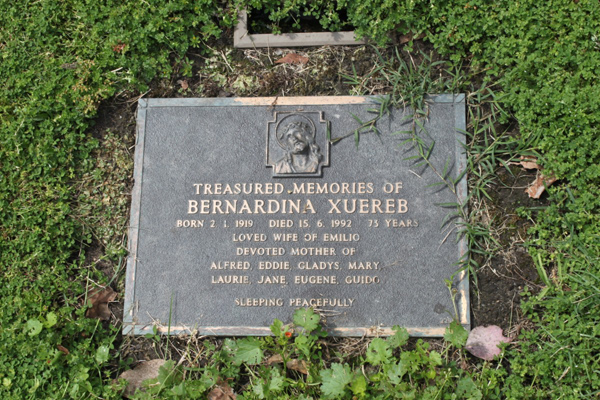 TREASURED MEMORIES OF
BERNARDINA XUEREB
BORN 2. 1. 1919 DIED 15. 6. 1992 73 YEARS
LOVED WIFE OF EMILIO
DEVOTED MOTHER OF
ALFRED, EDDIE, GLADYS, MARY,
LAURIE, JANE, EUGENE, GUIDO
SLEEPING PEACEFULLY